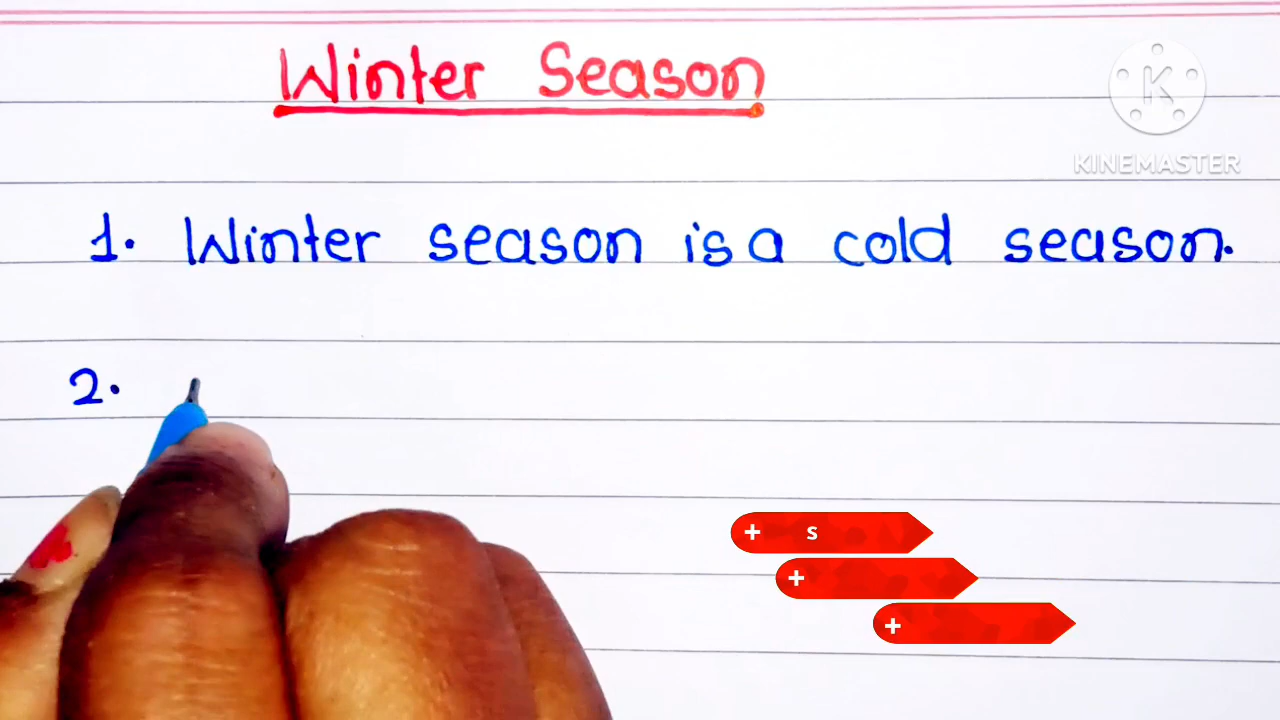 Winter Season
K
KINEMASTER
1. Winter season is a cold season.
2.
+ s
+
+